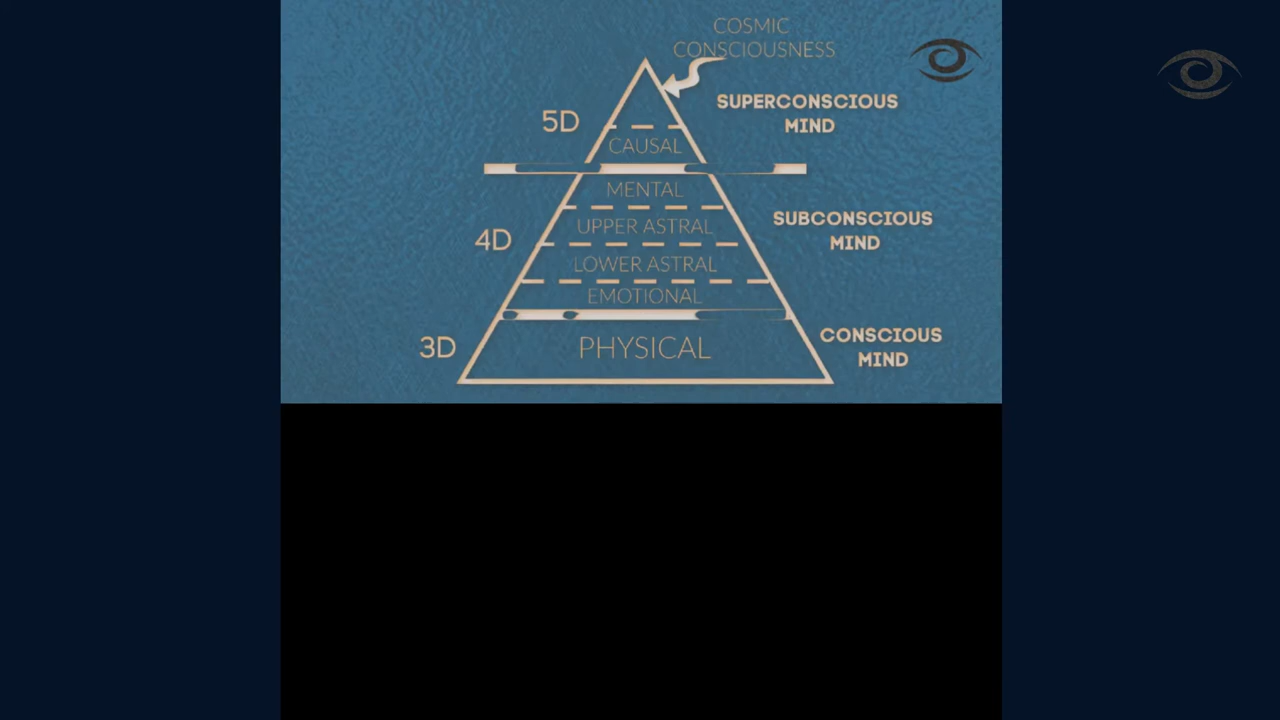 COSMIC
CONSCIOUSNESS
SUPERCONSCIOUS
MIND
5D
CAUSAL
MENTAL
UPPER ASTRAL
SUBCONSCIOUS
MIND
4D
LOWER ASTRAL
EMOTIONAL
3D
PHYSICAL
CONSCIOUS
MIND